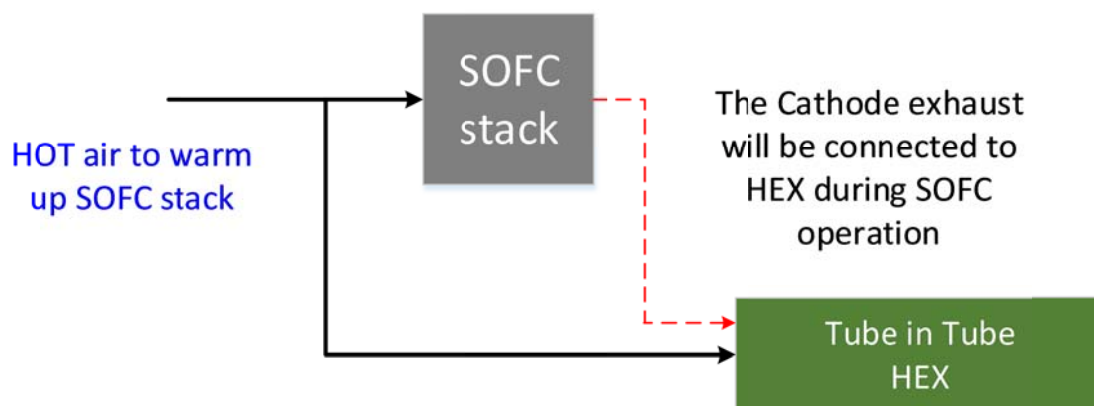 SOFC
stack
HOT air to warm
up SOFC stack
The Cathode exhaust
will be connected to
HEX during SOFC
operation
Tube in Tube
HEX